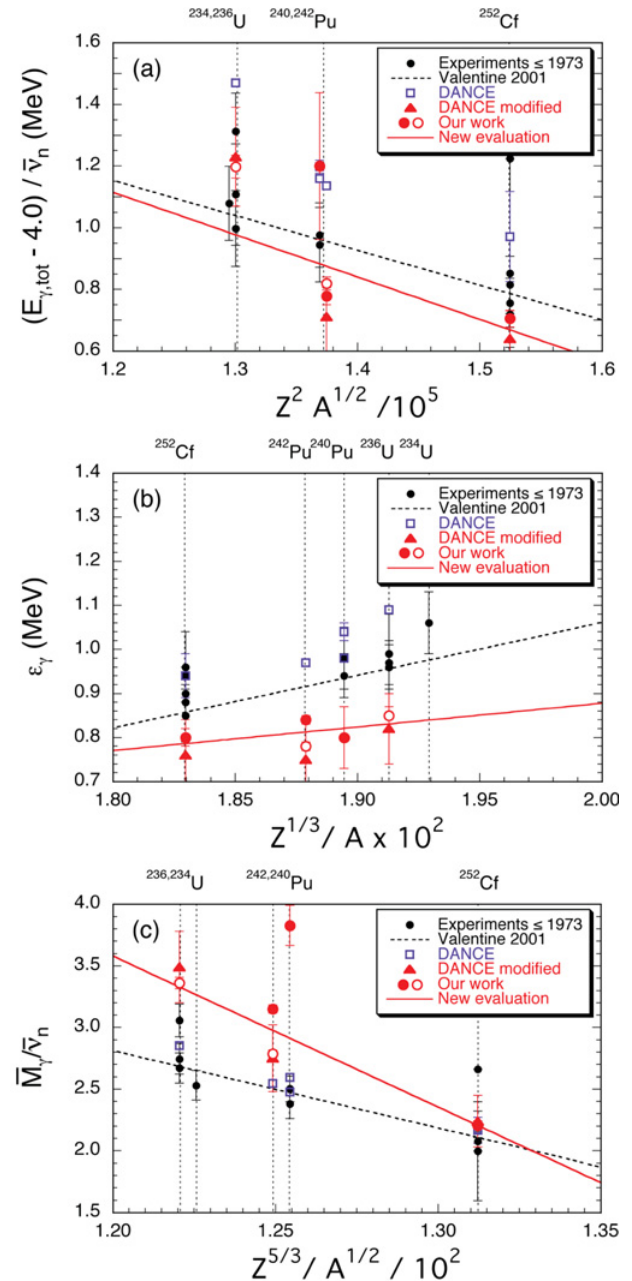 234,236U 240,242Pu 252Cf
(a)
Experiments ≤ 1973
Valentine 2001
DANCE
DANCE modified
Our work
New evaluation
(Eγ,tot - 4.0) / ν̄n (MeV)
1.6
1.4
1.2
1.0
0.8
0.6
1.2 1.3 1.4 1.5 1.6
Z² A^1/2 /10⁵
252Cf 242Pu 240Pu 236U 234U
(b)
Experiments ≤ 1973
Valentine 2001
DANCE
DANCE modified
Our work
New evaluation
εγ (MeV)
1.4
1.3
1.2
1.1
1.0
0.9
0.8
0.7
1.80 1.85 1.90 1.95 2.00
Z^1/3/ A x 10²
236,234U 242,240Pu 252Cf
(c)
Experiments ≤ 1973
Valentine 2001
DANCE
DANCE modified
Our work
New evaluation
M̄γ/ν̄n
4.0
3.5
3.0
2.5
2.0
1.5
1.20 1.25 1.30 1.35
Z^5/3/ A^1/2 / 10²